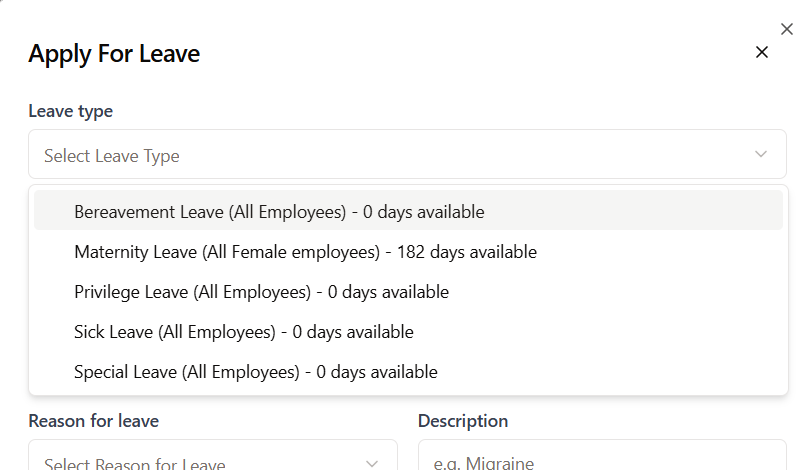 Apply For Leave
Leave type
Select Leave Type
Bereavement Leave (All Employees) - 0 days available
Maternity Leave (All Female employees) - 182 days available
Privilege Leave (All Employees) - 0 days available
Sick Leave (All Employees) - 0 days available
Special Leave (All Employees) - 0 days available
Reason for leave
Description
Select Reason for Leave
e.g. Migraine